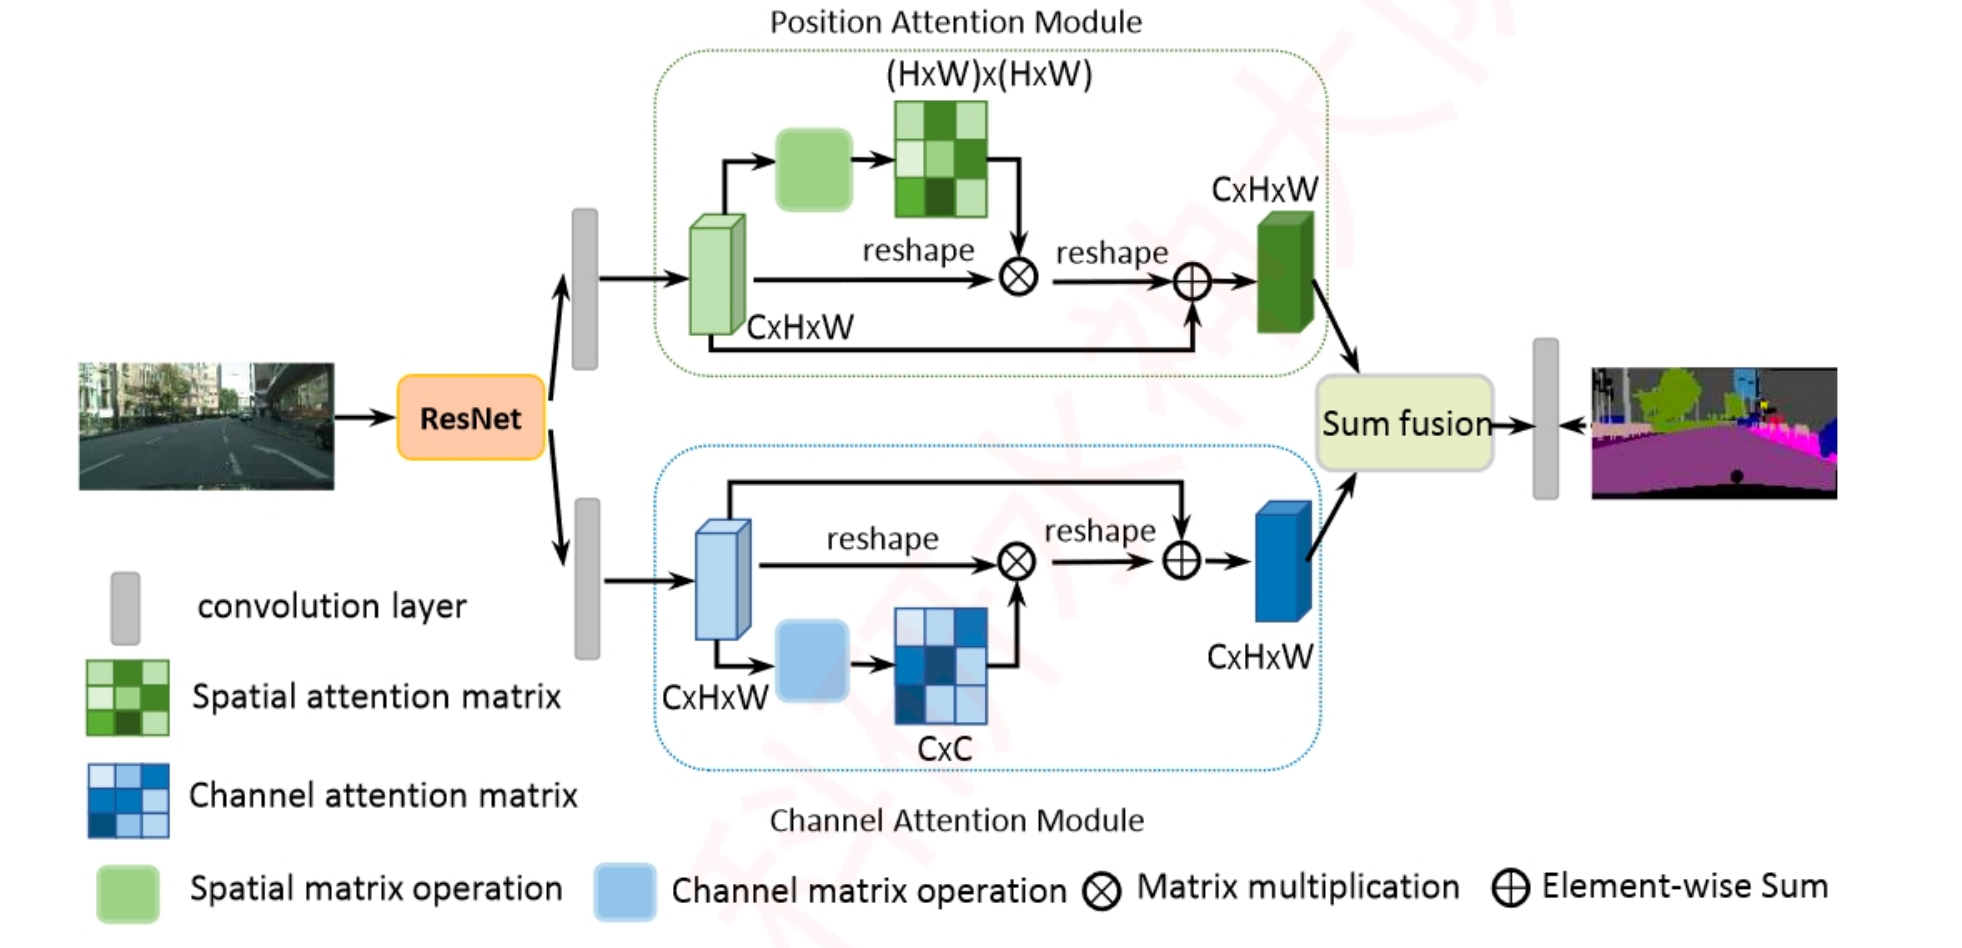 Position Attention Module
(HxW)x(HxW)
CxHxW
reshape
reshape
CxHxW
ResNet
Sum fusion
reshape
reshape
CxHxW
CxHxW
CxC
Channel Attention Module
convolution layer
Spatial attention matrix
Channel attention matrix
Spatial matrix operation
Channel matrix operation
Matrix multiplication
Element-wise Sum